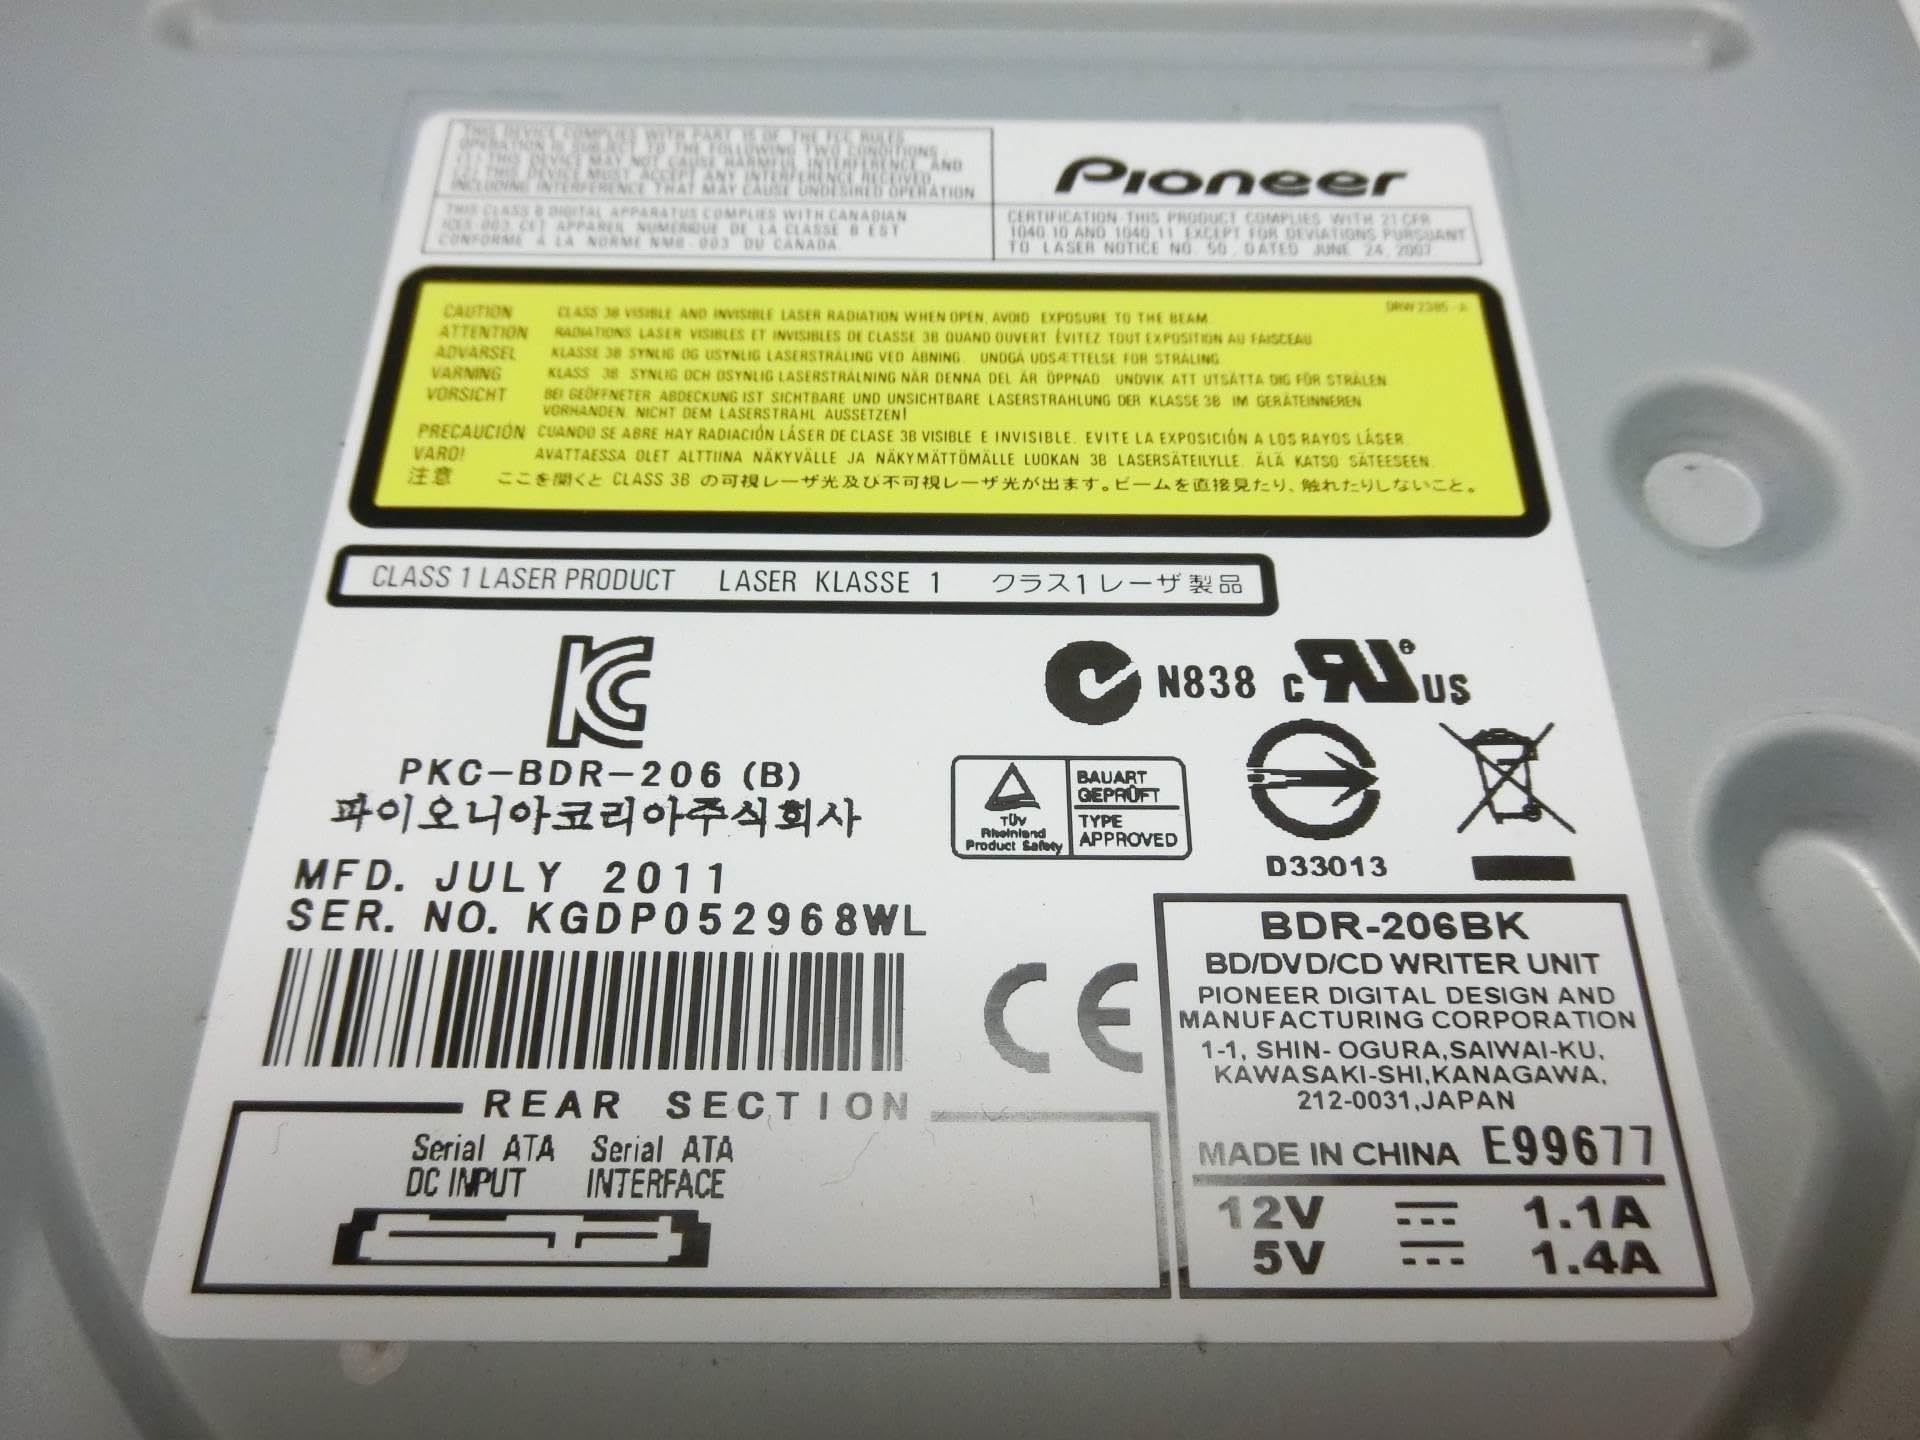 THIS DEVICE COMPLIES WITH PART 15 OF THE FCC RULES
OPERATION IS SUBJECT TO THE FOLLOWING TWO CONDITIONS:
(1) THIS DEVICE MAY NOT CAUSE HARMFUL INTERFERENCE, AND
(2) THIS DEVICE MUST ACCEPT ANY INTERFERENCE RECEIVED,
INCLUDING INTERFERENCE THAT MAY CAUSE UNDESIRED OPERATION
THIS CLASS B DIGITAL APPARATUS COMPLIES WITH CANADIAN
ICES-003. CET APPAREIL NUMERIQUE DE LA CLASSE B EST
CONFORME A LA NORME NMB-003 DU CANADA.
Pioneer
CERTIFICATION-THIS PRODUCT COMPLIES WITH 21 CFR
1040.10 AND 1040.11 EXCEPT FOR DEVIATIONS PURSUANT
TO LASER NOTICE NO. 50, DATED JUNE 24, 2007
DRW2385-A
CAUTION CLASS 3B VISIBLE AND INVISIBLE LASER RADIATION WHEN OPEN, AVOID EXPOSURE TO THE BEAM.
ATTENTION RADIATIONS LASER VISIBLES ET INVISIBLES DE CLASSE 3B QUAND OUVERT ÉVITEZ TOUT EXPOSITION AU FAISCEAU
ADVARSEL KLASSE 3B SYNLIG OG USYNLIG LASERSTRÅLING VED ÅBNING UNDGÅ UDSÆTTELSE FOR STRÅLING
VARNING KLASS 3B SYNLIG OCH OSYNLIG LASERSTRÅLNING NÄR DENNA DEL ÄR ÖPPNAD UNDVIK ATT UTSÄTTA DIG FÖR STRÅLEN
VORSICHT BEI GEÖFFNETER ABDECKUNG IST SICHTBARE UND UNSICHTBARE LASERSTRAHLUNG DER KLASSE 3B IM GERÄTEINNEREN
VORHANDEN. NICHT DEM LASERSTRAHL AUSSETZEN!
PRECAUCIÓN CUANDO SE ABRE HAY RADIACIÓN LÁSER DE CLASE 3B VISIBLE E INVISIBLE. EVITE LA EXPOSICIÓN A LOS RAYOS LÁSER.
VARO! AVATTAESSA OLET ALTTIINA NÄKYVÄLLE JA NÄKYMÄTTÖMÄLLE LUOKAN 3B LASERSÄTEILYLLE. ÄLÄ KATSO SÄTEESEEN.
注意 ここを開くと CLASS 3B の可視レーザ光及び不可視レーザ光が出ます。ビームを直接見たり、触れたりしないこと。
CLASS 1 LASER PRODUCT LASER KLASSE 1 クラス1レーザ製品
PKC-BDR-206 (B)
파이오니아코리아주식회사
N838 c RU ® US
TÜV
Rheinland
Product Safety
BAUART
GEPRÜFT
TYPE
APPROVED
D33013
MFD. JULY 2011
SER. NO. KGDP052968WL
CE
REAR SECTION
Serial ATA Serial ATA
DC INPUT INTERFACE
BDR-206BK
BD/DVD/CD WRITER UNIT
PIONEER DIGITAL DESIGN AND
MANUFACTURING CORPORATION
1-1, SHIN- OGURA,SAIWAI-KU,
KAWASAKI-SHI,KANAGAWA,
212-0031,JAPAN
MADE IN CHINA E99677
12V 1.1A
5V 1.4A